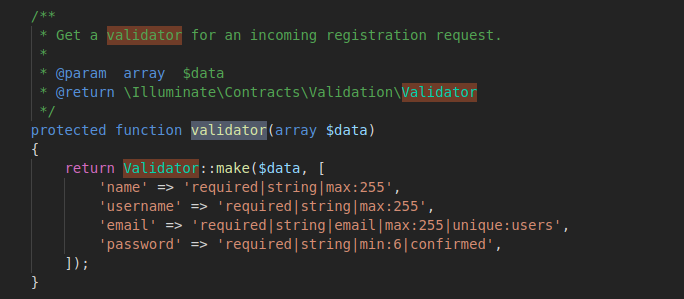 /**
 * Get a validator for an incoming registration request.
 *
 * @param  array  $data
 * @return \Illuminate\Contracts\Validation\Validator
 */
protected function validator(array $data)
{
    return Validator::make($data, [
        'name' => 'required|string|max:255',
        'username' => 'required|string|max:255',
        'email' => 'required|string|email|max:255|unique:users',
        'password' => 'required|string|min:6|confirmed',
    ]);
}